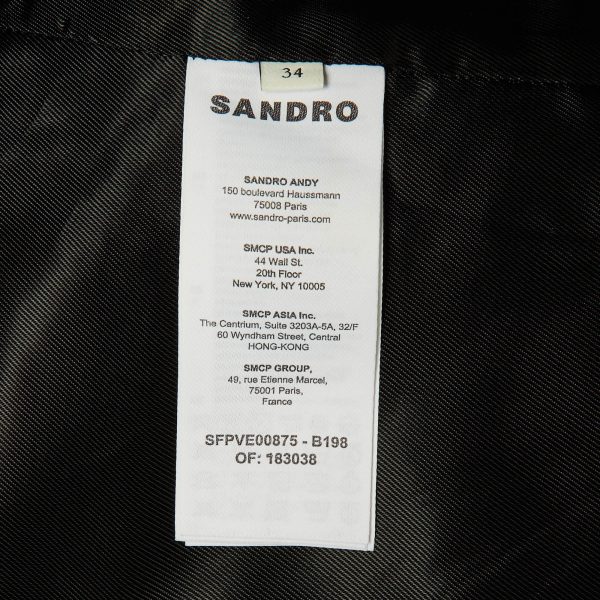 34
SANDRO
SANDRO ANDY
150 boulevard Haussmann
75008 Paris
www.sandro-paris.com
SMCP USA Inc.
44 Wall St.
20th Floor
New York, NY 10005
SMCP ASIA Inc.
The Centrium, Suite 3203A-5A, 32/F
60 Wyndham Street, Central
HONG-KONG
SMCP GROUP,
49, rue Etienne Marcel,
75001 Paris,
France
SFPVE00875 - B198
OF: 183038